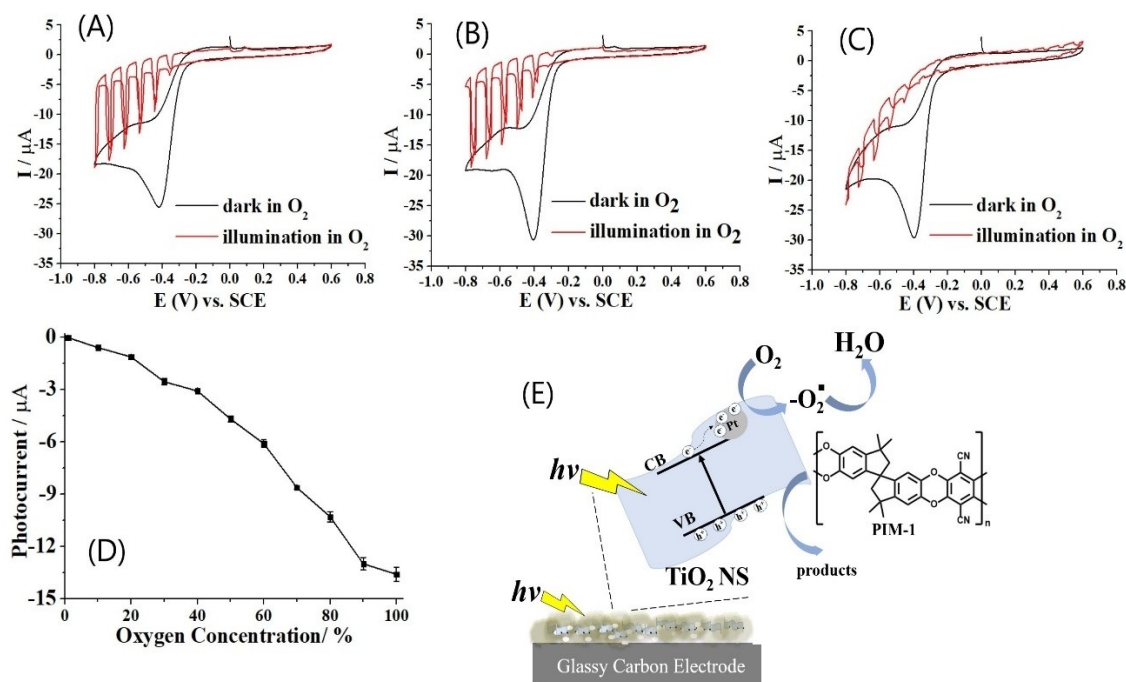 (A)
5
0
-5
-10
-15
-20
-25
-30
-35
I / μA
dark in O₂
illumination in O₂
-1.0 -0.8 -0.6 -0.4 -0.2 0.0 0.2 0.4 0.6 0.8
E (V) vs. SCE
(B)
5
0
-5
-10
-15
-20
-25
-30
-35
I / μA
dark in O2
illumination in O2
-1.0 -0.8 -0.6 -0.4 -0.2 0.0 0.2 0.4 0.6 0.8
E (V) vs. SCE
(C)
5
0
-5
-10
-15
-20
-25
-30
-35
I / μA
dark in O₂
illumination in O₂
-1.0 -0.8 -0.6 -0.4 -0.2 0.0 0.2 0.4 0.6 0.8
E (V) vs. SCE
(D)
0
-3
-6
-9
-12
-15
Photocurrent / μA
0 20 40 60 80 100
Oxygen Concentration/ %
(E)
O₂
H₂O
-O₂▪
e⁻ e⁻
e⁻
e⁻ Pt
e⁻
CB
hν
VB
h⁺ h⁺ h⁺ h⁺
TiO₂ NS
O
O
O
O
CN
CN
n
PIM-1
products
hν
Glassy Carbon Electrode